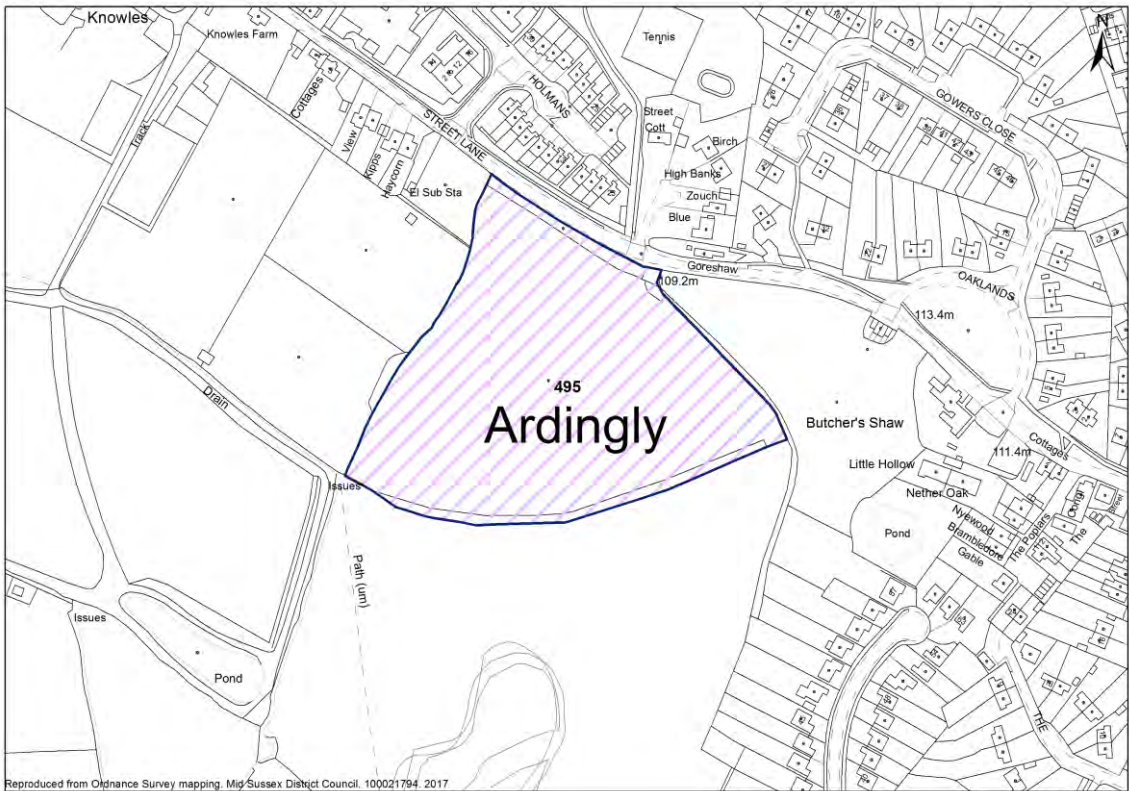 Knowles
Knowles Farm
Tennis
N
Cottages
HOLMANS
GOWERS CLOSE
Track
STREET LANE
Street
Cott
View
Birch
Kipps
Haycorn
High Banks
El Sub Sta
Zouch
Blue
Goreshaw
109.2m
OAKLANDS
113.4m
495
Ardingly
Drain
Butcher's Shaw
Cottages
111.4m
Little Hollow
Nether Oak
Issues
Nyewood
Brambledore
Gable
The Poplars
The
Congl
Street
Pond
Path (um)
Issues
Pond
THE
Reproduced from Ordnance Survey mapping. Mid Sussex District Council. 100021794. 2017